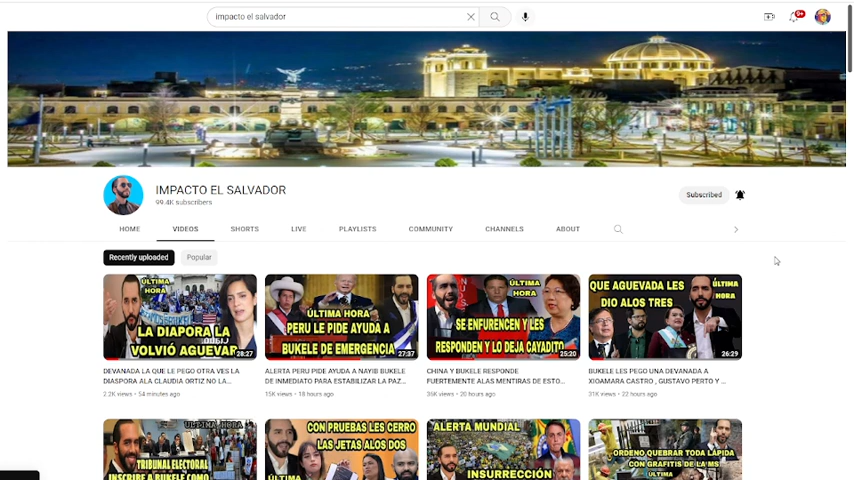 impacto el salvador
9+
IMPACTO EL SALVADOR
99.4K subscribers
Subscribed
HOME
VIDEOS
SHORTS
LIVE
PLAYLISTS
COMMUNITY
CHANNELS
ABOUT
Recently uploaded
Popular
ÚLTIMA
HORA
LA DIAPORA LA
VOLVIÓ AGUEVAR
28:27
ÚLTIMA HORA
PERU LE PIDE AYUDA A
BUKELE DE EMERGENCIA
27:37
ÚLTIMA
HORA
SE ENFURENCEN Y LES
RESPONDEN Y LO DEJA CAYADITO
25:20
QUE AGUEVADA LES
DIO ALOS TRES
ÚLTIMA
HORA
26:29
DEVANADA LA QUE LE PEGO OTRA VES LA
DIASPORA ALA CLAUDIA ORTIZ NO LA...
2.2K views • 54 minutes ago
ALERTA PERU PIDE AYUDA A NAYIB BUKELE
DE INMEDIATO PARA ESTABILIZAR LA PAZ...
15K views • 18 hours ago
CHINA Y BUKELE RESPONDE
FUERTEMENTE ALAS MENTIRAS DE ESTO...
36K views • 20 hours ago
BUKELE LES PEGO UNA DEVANADA A
XIOAMARA CASTRO , GUSTAVO PERTO Y ...
31K views • 22 hours ago
ULTIMA HORA
TRIBUNAL ELECTORAL
INSCRIBE A BUKELE COMO
CON PRUEBAS LES CERRO
LAS JETAS ALOS DOS
ÚLTIMA
ALERTA MUNDIAL
INSURRECCIÓN
ORDENO QUEBRAR TODA LAPIDA
CON GRAFITIS DE LA MS
ÚLTIMA